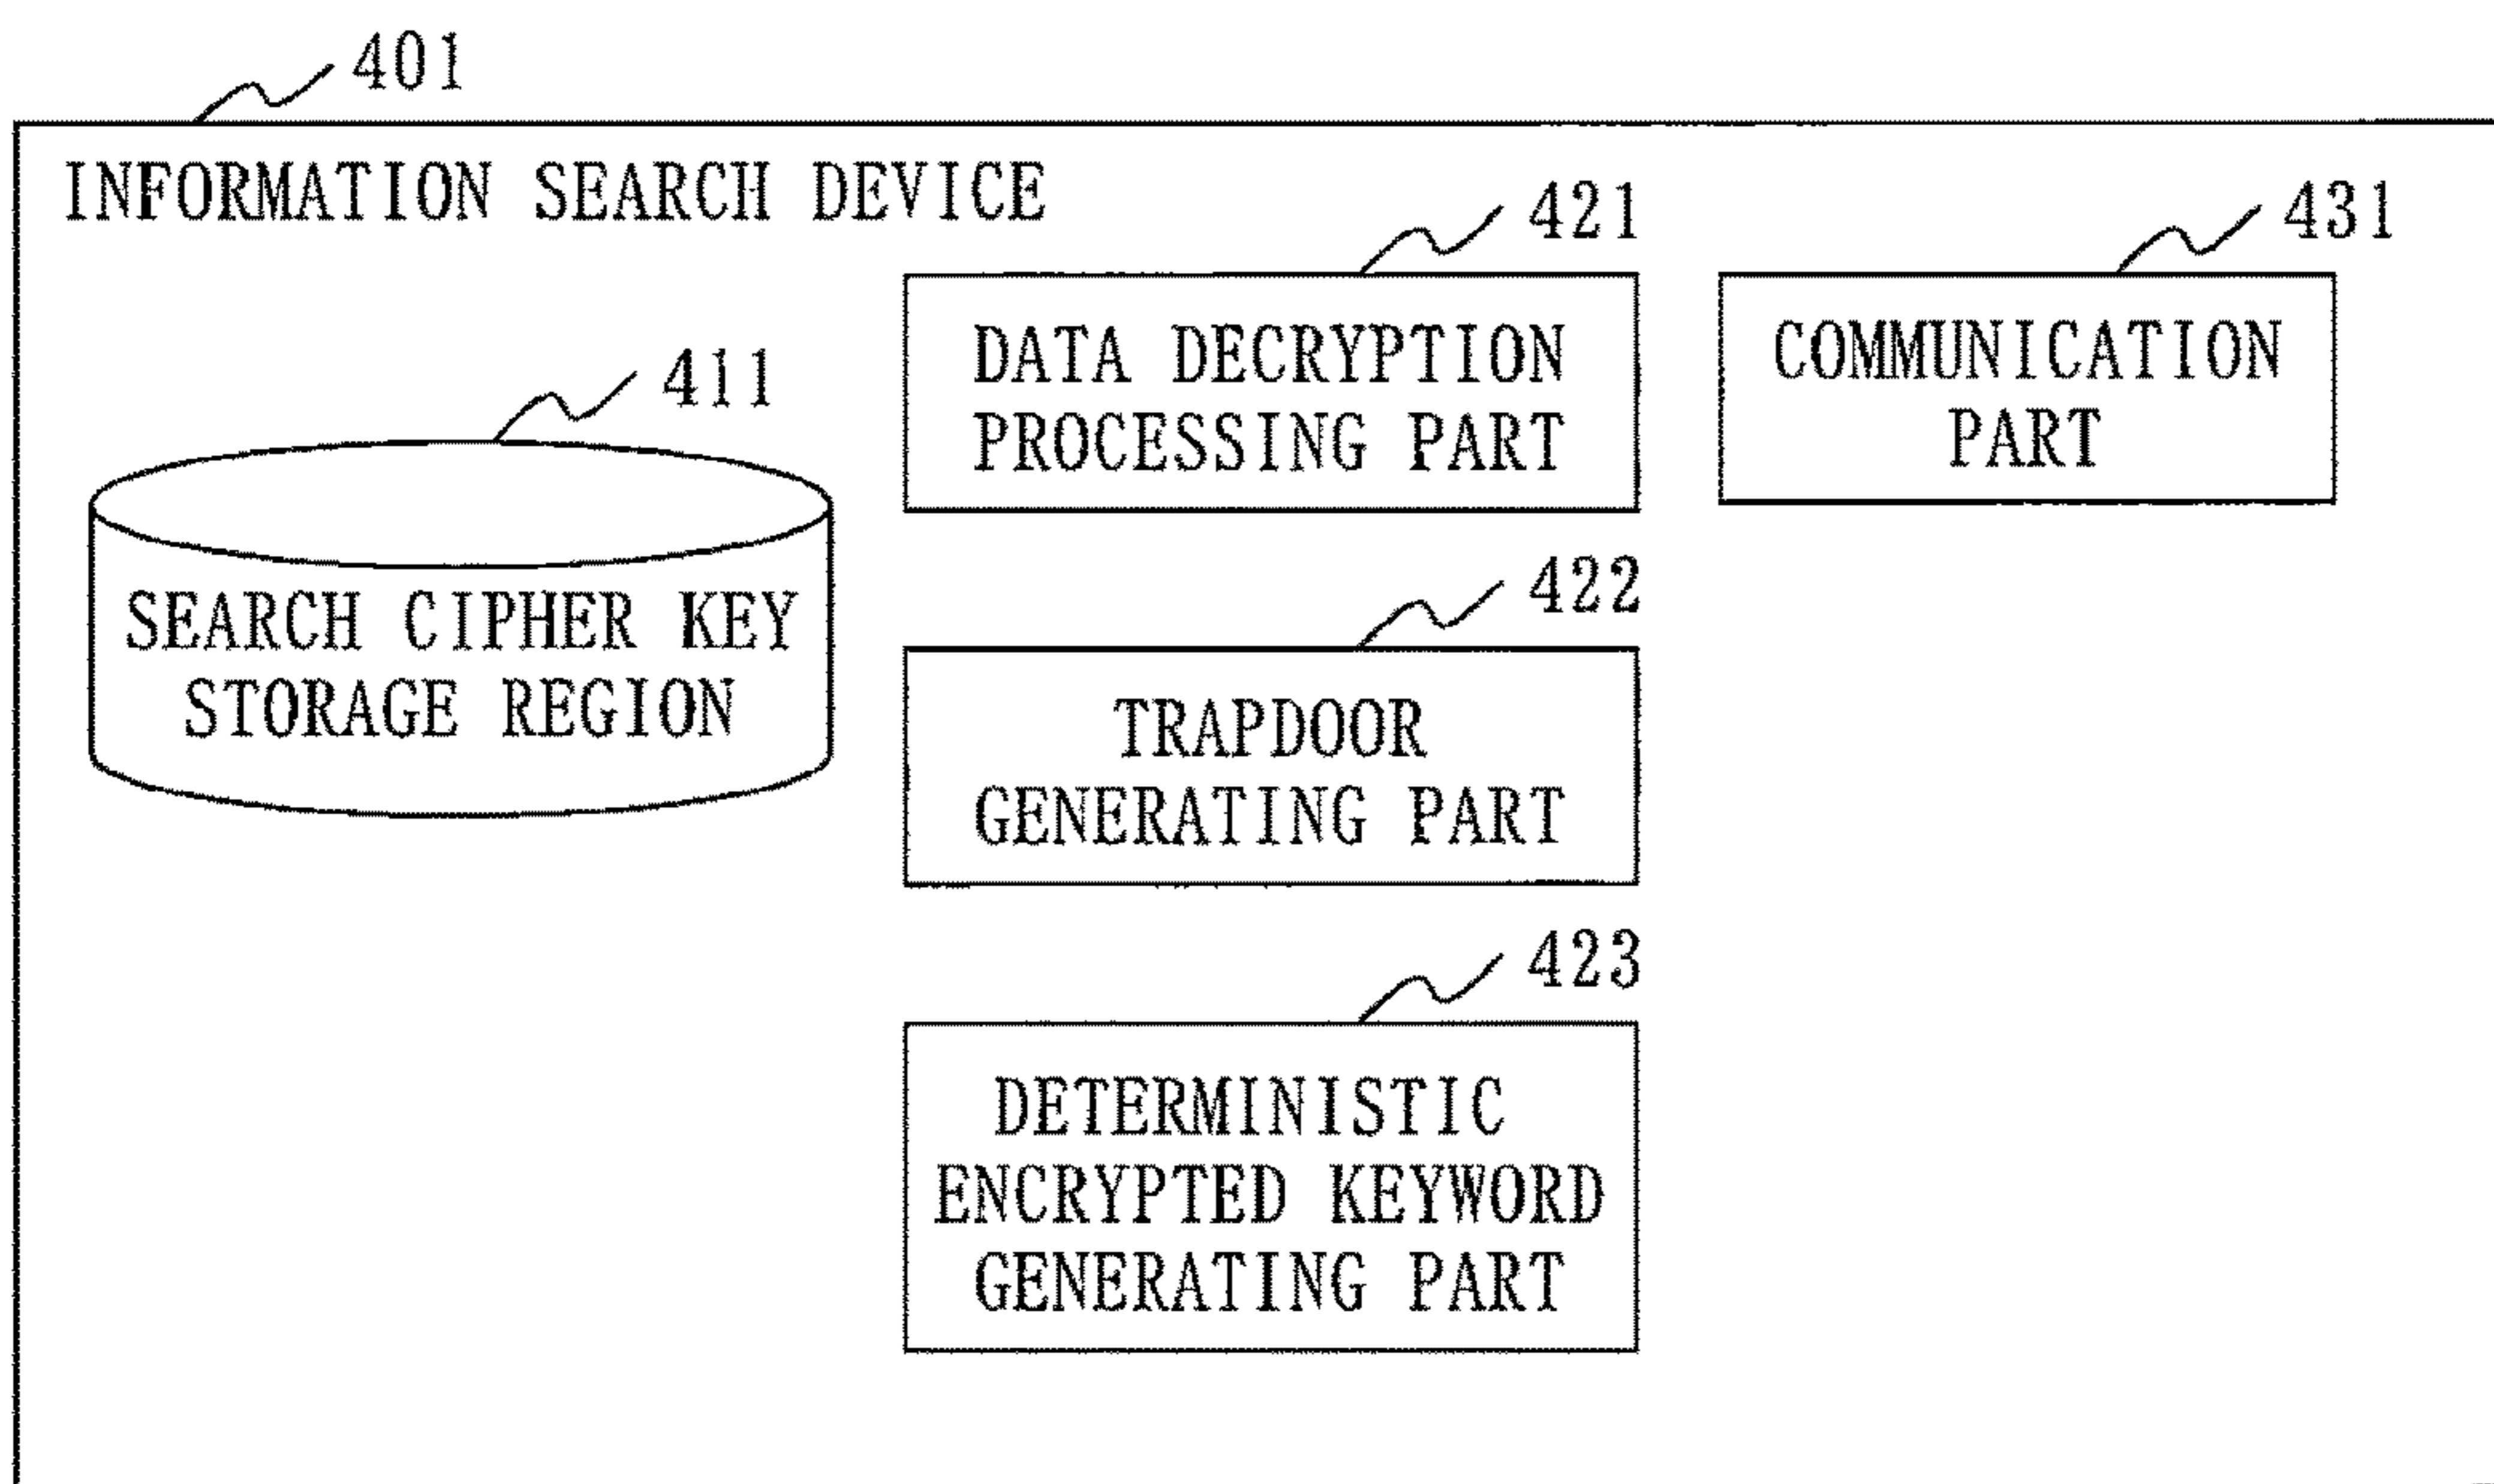 401
INFORMATION SEARCH DEVICE
421
431
DATA DECRYPTION
PROCESSING PART
COMMUNICATION
PART
411
SEARCH CIPHER KEY
STORAGE REGION
422
TRAPDOOR
GENERATING PART
423
DETERMINISTIC
ENCRYPTED KEYWORD
GENERATING PART